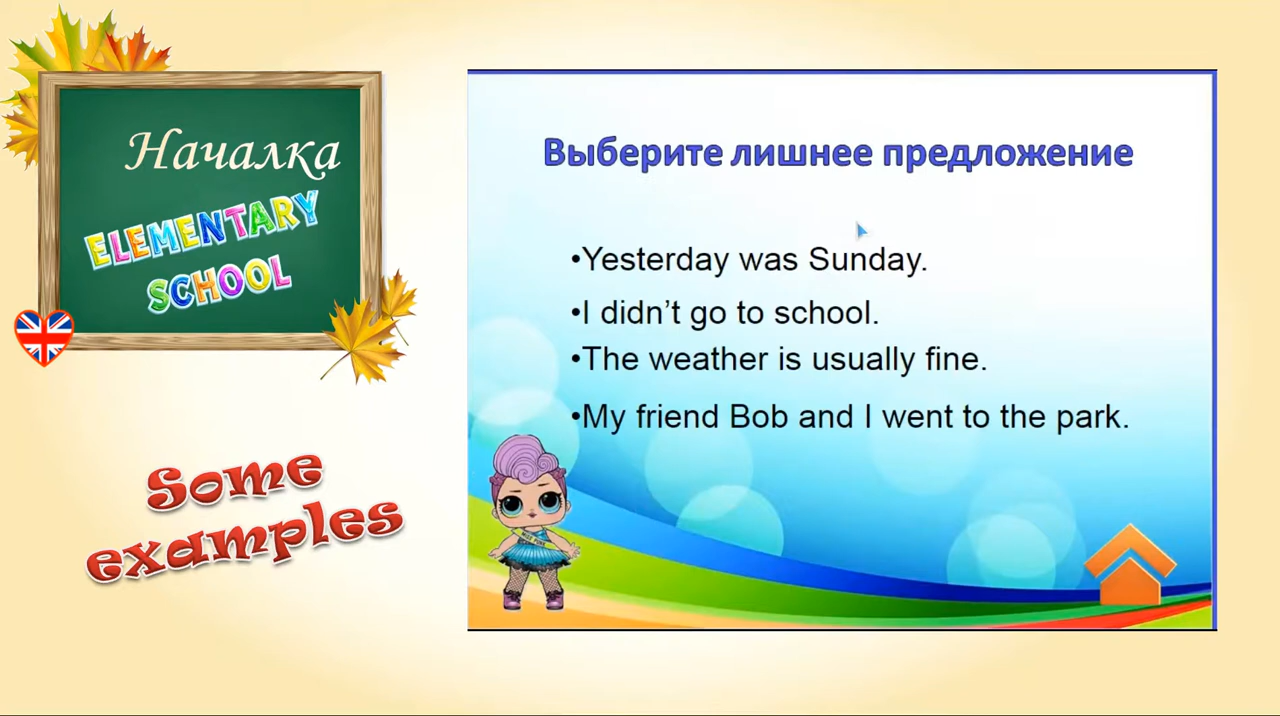 Началка
ELEMENTARY
SCHOOL
Some
examples
Выберите лишнее предложение
•Yesterday was Sunday.
•I didn’t go to school.
•The weather is usually fine.
•My friend Bob and I went to the park.